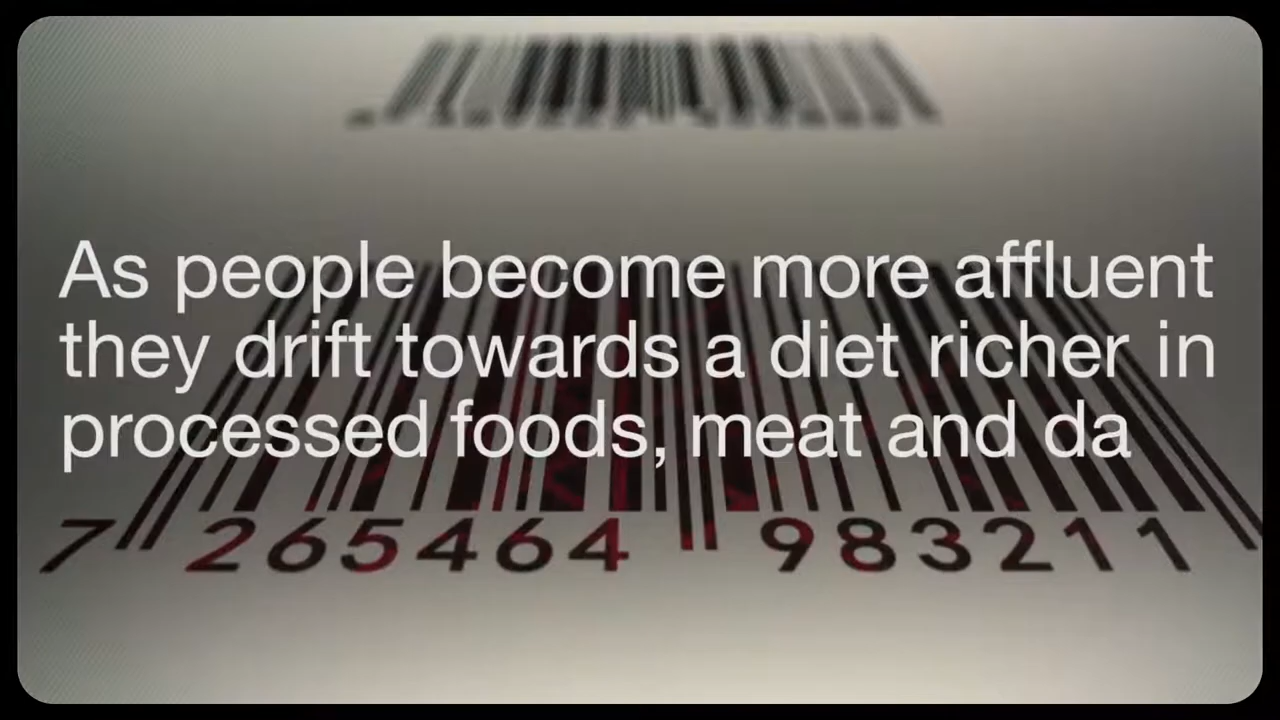 As people become more affluent
they drift towards a diet richer in
processed foods, meat and da
7 265464 983211